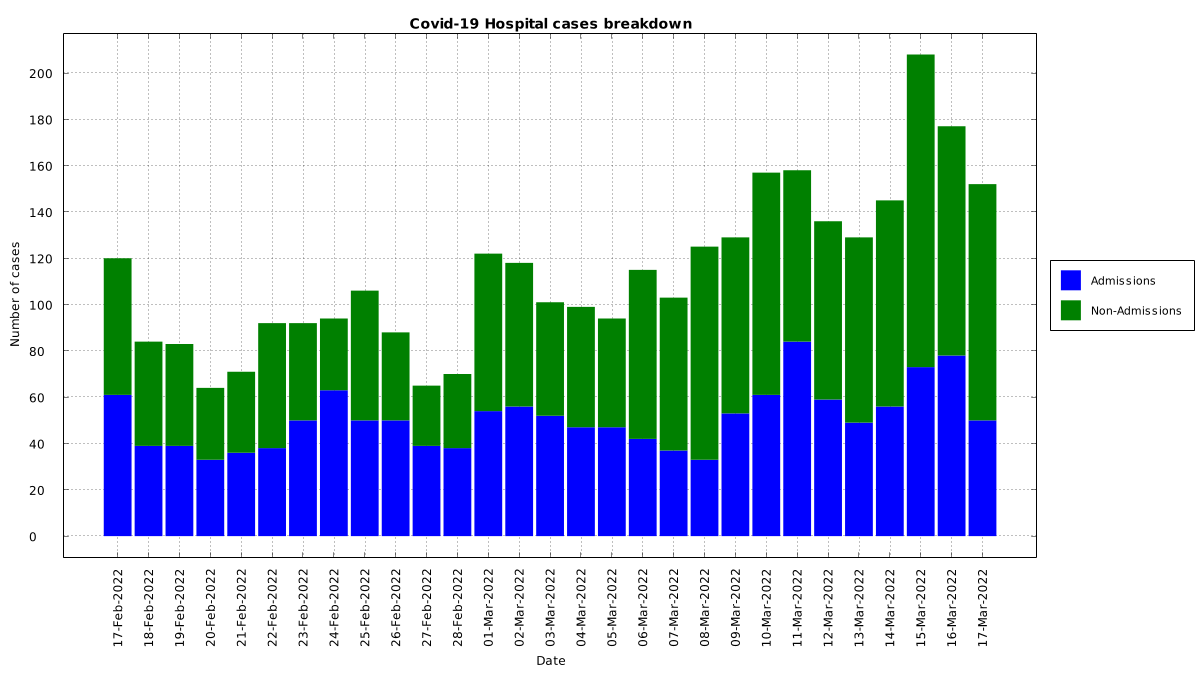 Covid-19 Hospital cases breakdown
Number of cases
200
180
160
140
120
100
80
60
40
20
0
17-Feb-2022
18-Feb-2022
19-Feb-2022
20-Feb-2022
21-Feb-2022
22-Feb-2022
23-Feb-2022
24-Feb-2022
25-Feb-2022
26-Feb-2022
27-Feb-2022
28-Feb-2022
01-Mar-2022
02-Mar-2022
03-Mar-2022
04-Mar-2022
05-Mar-2022
06-Mar-2022
07-Mar-2022
08-Mar-2022
09-Mar-2022
10-Mar-2022
11-Mar-2022
12-Mar-2022
13-Mar-2022
14-Mar-2022
15-Mar-2022
16-Mar-2022
17-Mar-2022
Date
Admissions
Non-Admissions